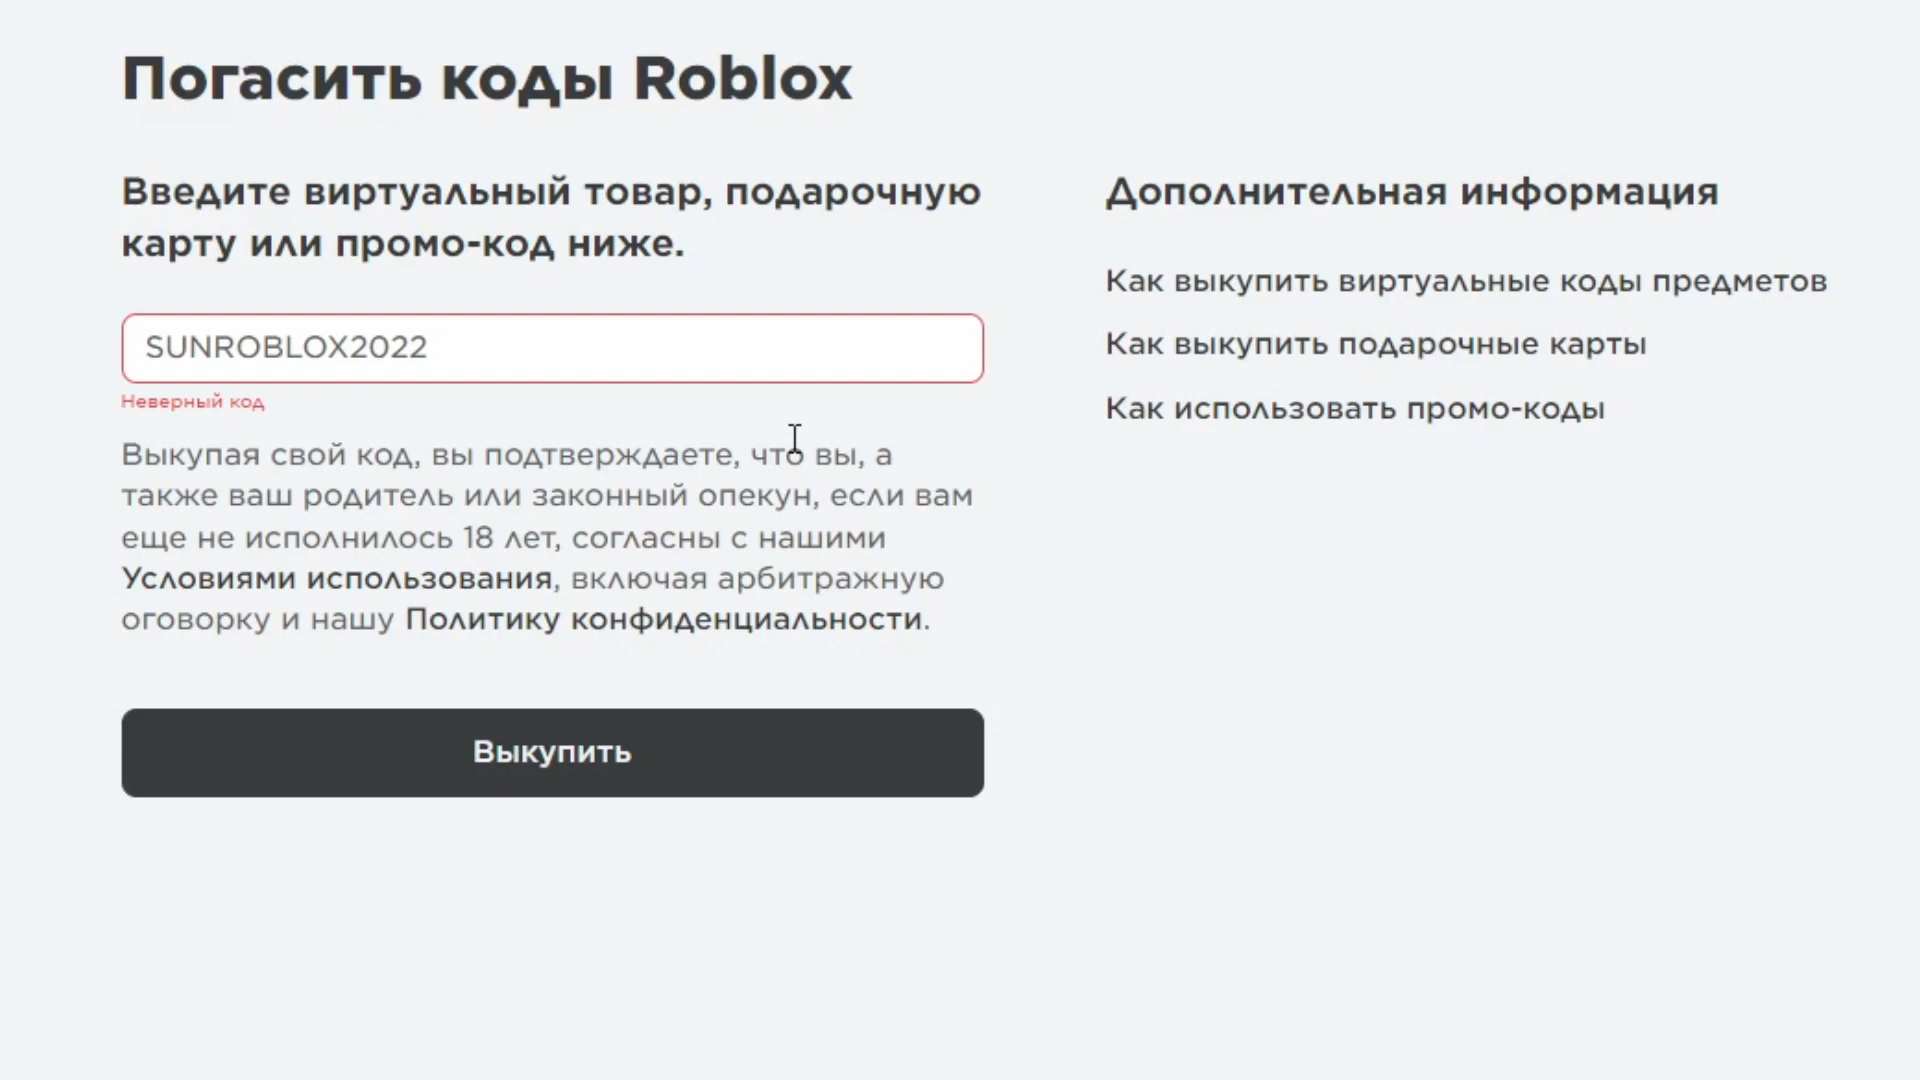 Погасить коды Roblox
Введите виртуальный товар, подарочную
карту или промо-код ниже.
SUNROBLOX2022
Неверный код
Выкупая свой код, вы подтверждаете, что вы, а
также ваш родитель или законный опекун, если вам
еще не исполнилось 18 лет, согласны с нашими
Условиями использования, включая арбитражную
оговорку и нашу Политику конфиденциальности.
Выкупить
Дополнительная информация
Как выкупить виртуальные коды предметов
Как выкупить подарочные карты
Как использовать промо-коды